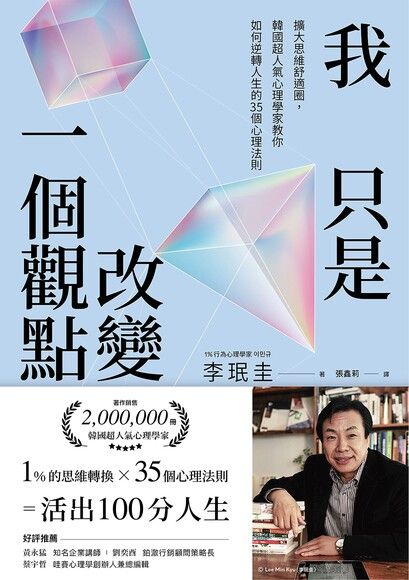 我只是
改變
一個觀點
擴大思維舒適圈，
韓國超人氣心理學家教你
如何逆轉人生的35個心理法則
1%行為心理學家 이민규
李珉圭 著 張鑫莉 譯
著作銷售
2,000,000冊
韓國超人氣心理學家
1%的思維轉換×35個心理法則
=活出100分人生
好評推薦
黃永猛 知名企業講師｜劉奕酉 鉑澈行銷顧問策略長
蔡宇哲 哇賽心理學創辦人兼總編輯
© Lee Min Kyu (李珉圭)